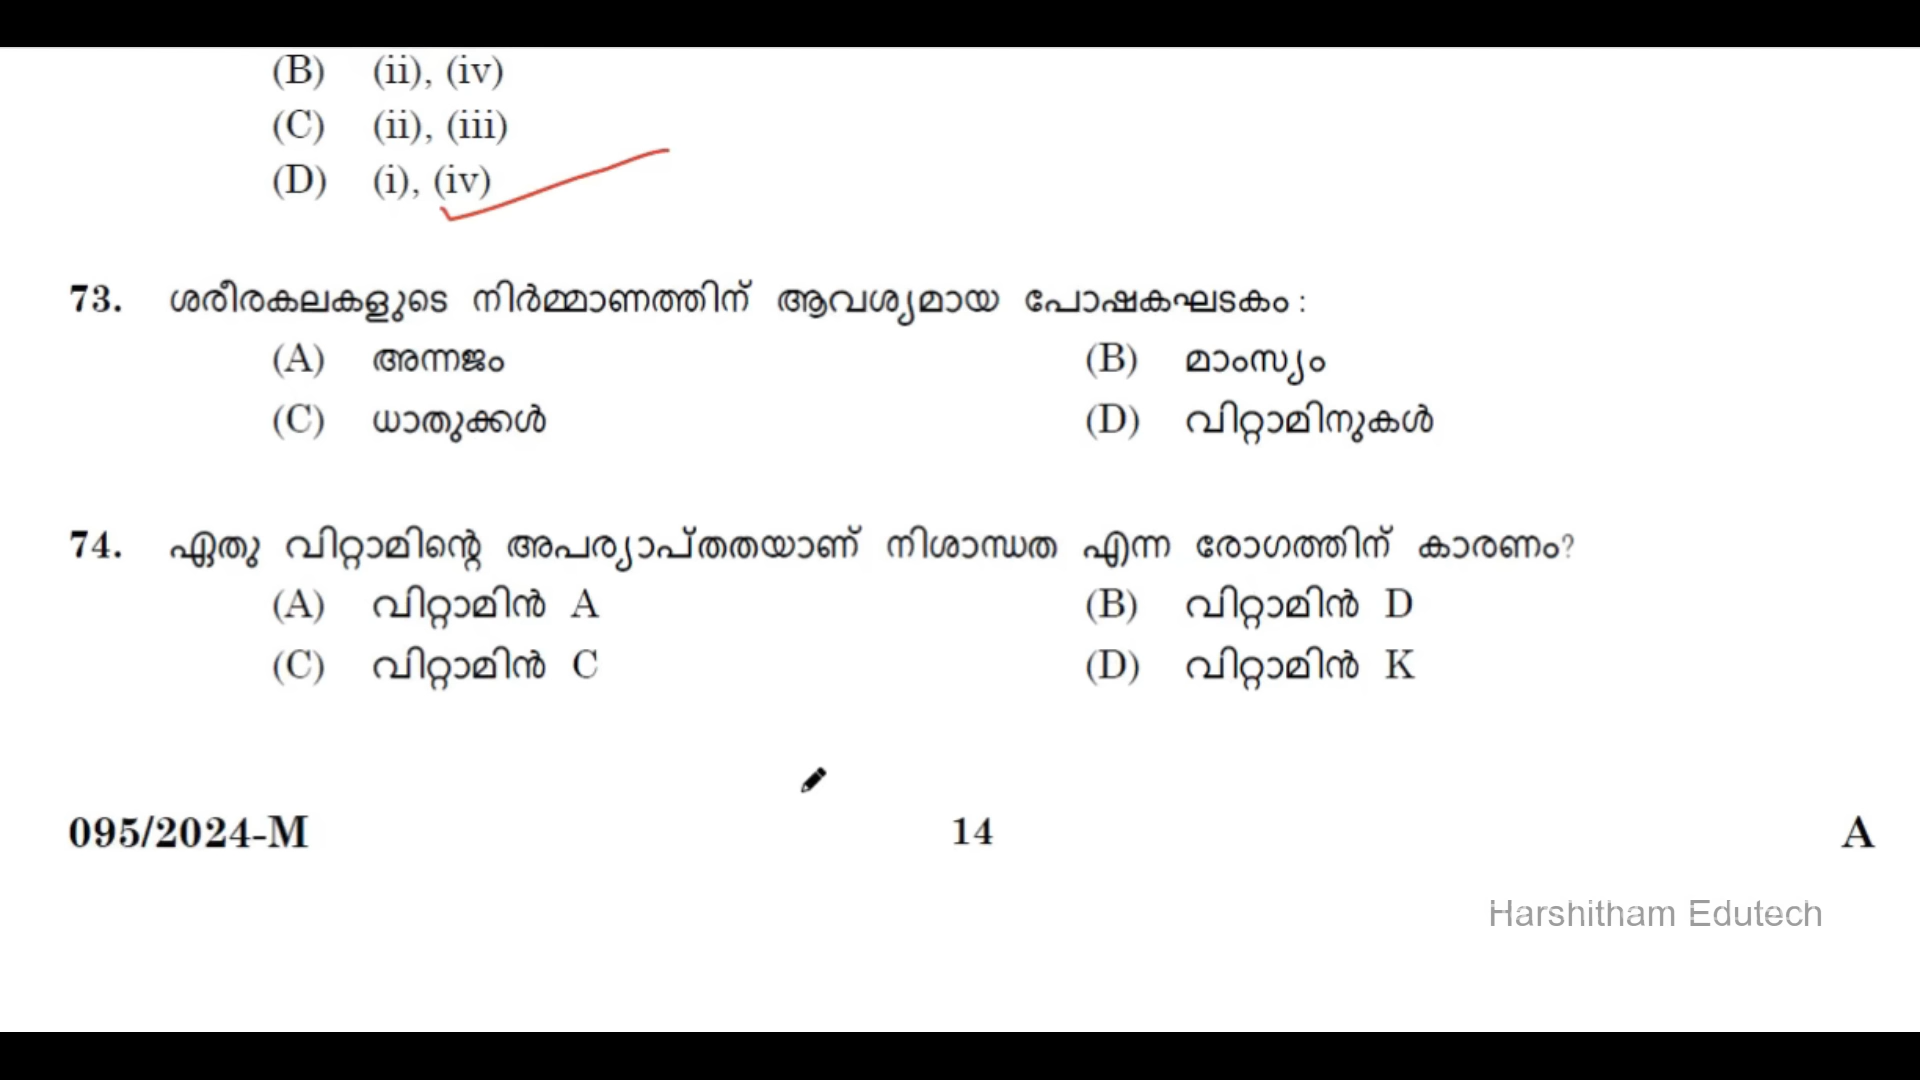 (B) (ii), (iv)
(C) (ii), (iii)
(D) (i), (iv)
73. ശരീരകലകളുടെ നിർമ്മാണത്തിന് ആവശ്യമായ പോഷകഘടകം :
(A) അന്നജം (B) മാംസ്യം
(C) ധാതുക്കൾ (D) വിറ്റാമിനുകൾ
74. ഏതു വിറ്റാമിന്റെ അപര്യാപ്തതയാണ് നിശാന്ധത എന്ന രോഗത്തിന് കാരണം?
(A) വിറ്റാമിൻ A (B) വിറ്റാമിൻ D
(C) വിറ്റാമിൻ C (D) വിറ്റാമിൻ K
095/2024-M 14 A
Harshitham Edutech